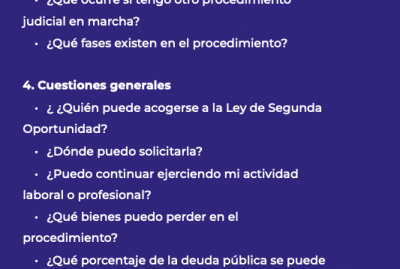 • ¿Qué ocurre si tengo otro procedimiento
judicial en marcha?
• ¿Qué fases existen en el procedimiento?
4. Cuestiones generales
• ¿ ¿Quién puede acogerse a la Ley de Segunda
Oportunidad?
• ¿Dónde puedo solicitarla?
• ¿Puedo continuar ejerciendo mi actividad
laboral o profesional?
• ¿Qué bienes puedo perder en el
procedimiento?
• ¿Qué porcentaje de la deuda pública se puede